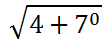 √(4 + 7⁰)